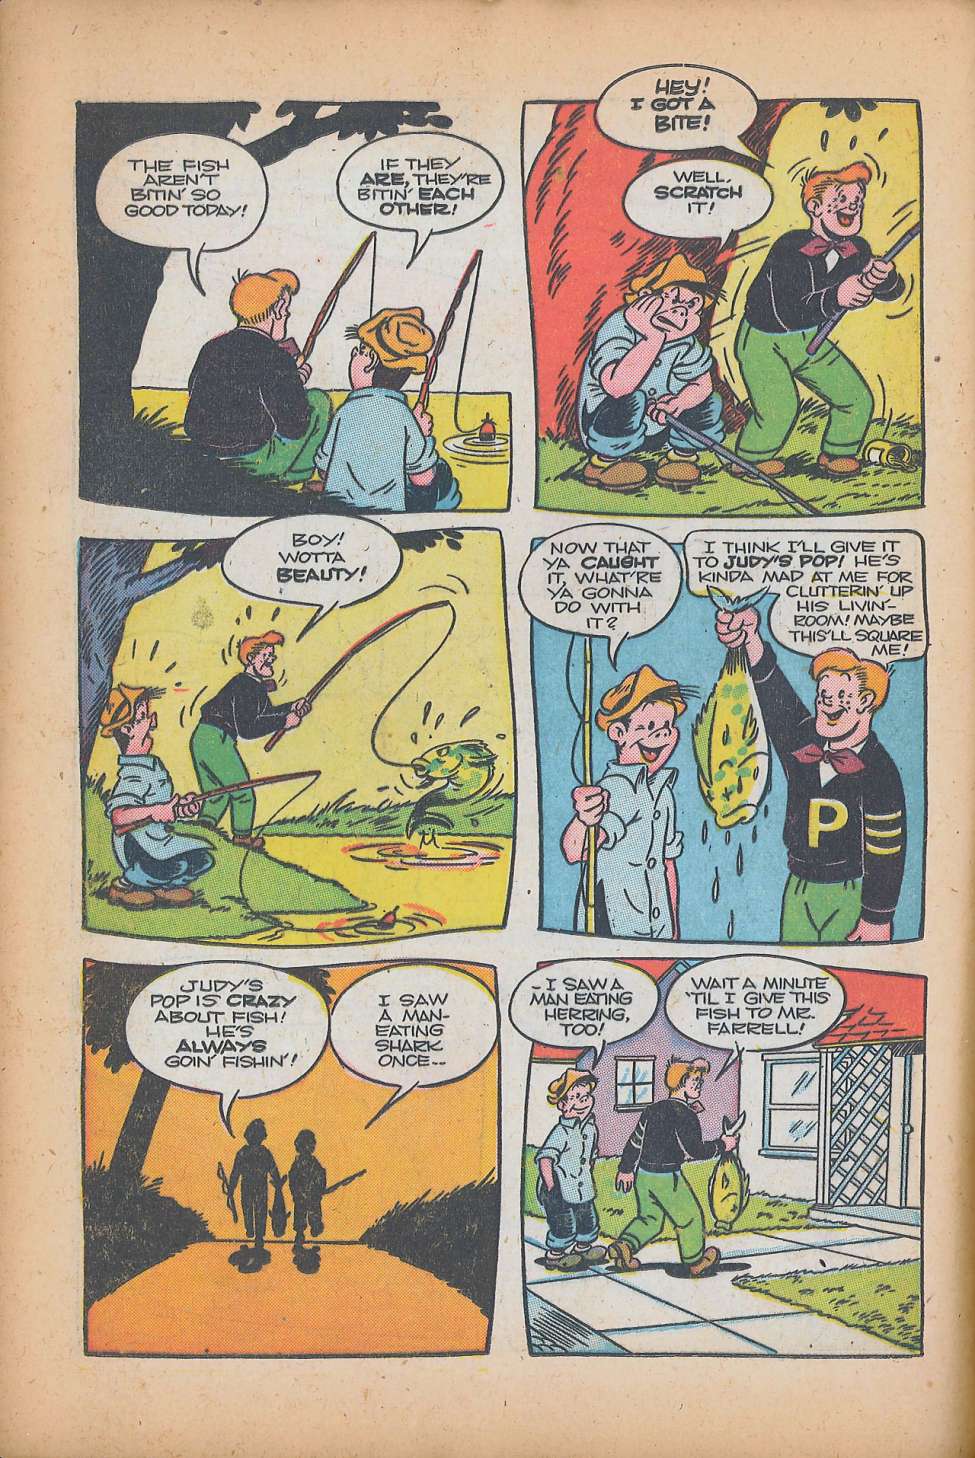 THE FISH
AREN'T
BITIN' SO
GOOD TODAY!
IF THEY
ARE, THEY'RE
BITIN' EACH
OTHER!
HEY!
I GOT A
BITE!
WELL,
SCRATCH
IT!
BOY!
WOTTA
BEAUTY!
NOW THAT
YA CAUGHT
IT, WHAT'RE
YA GONNA
DO WITH
IT?
I THINK I'LL GIVE IT
TO JUDY'S POP! HE'S
KINDA MAD AT ME FOR
CLUTTERIN' UP
HIS LIVIN'-
ROOM! MAYBE
THIS'LL SQUARE
ME!
P
JUDY'S
POP IS CRAZY
ABOUT FISH!
HE'S
ALWAYS
GOIN' FISHIN'!
I SAW
A MAN-
EATING
SHARK
ONCE--
-I SAW A
MAN EATING
HERRING,
TOO!
WAIT A MINUTE
'TIL I GIVE THIS
FISH TO MR.
FARRELL!